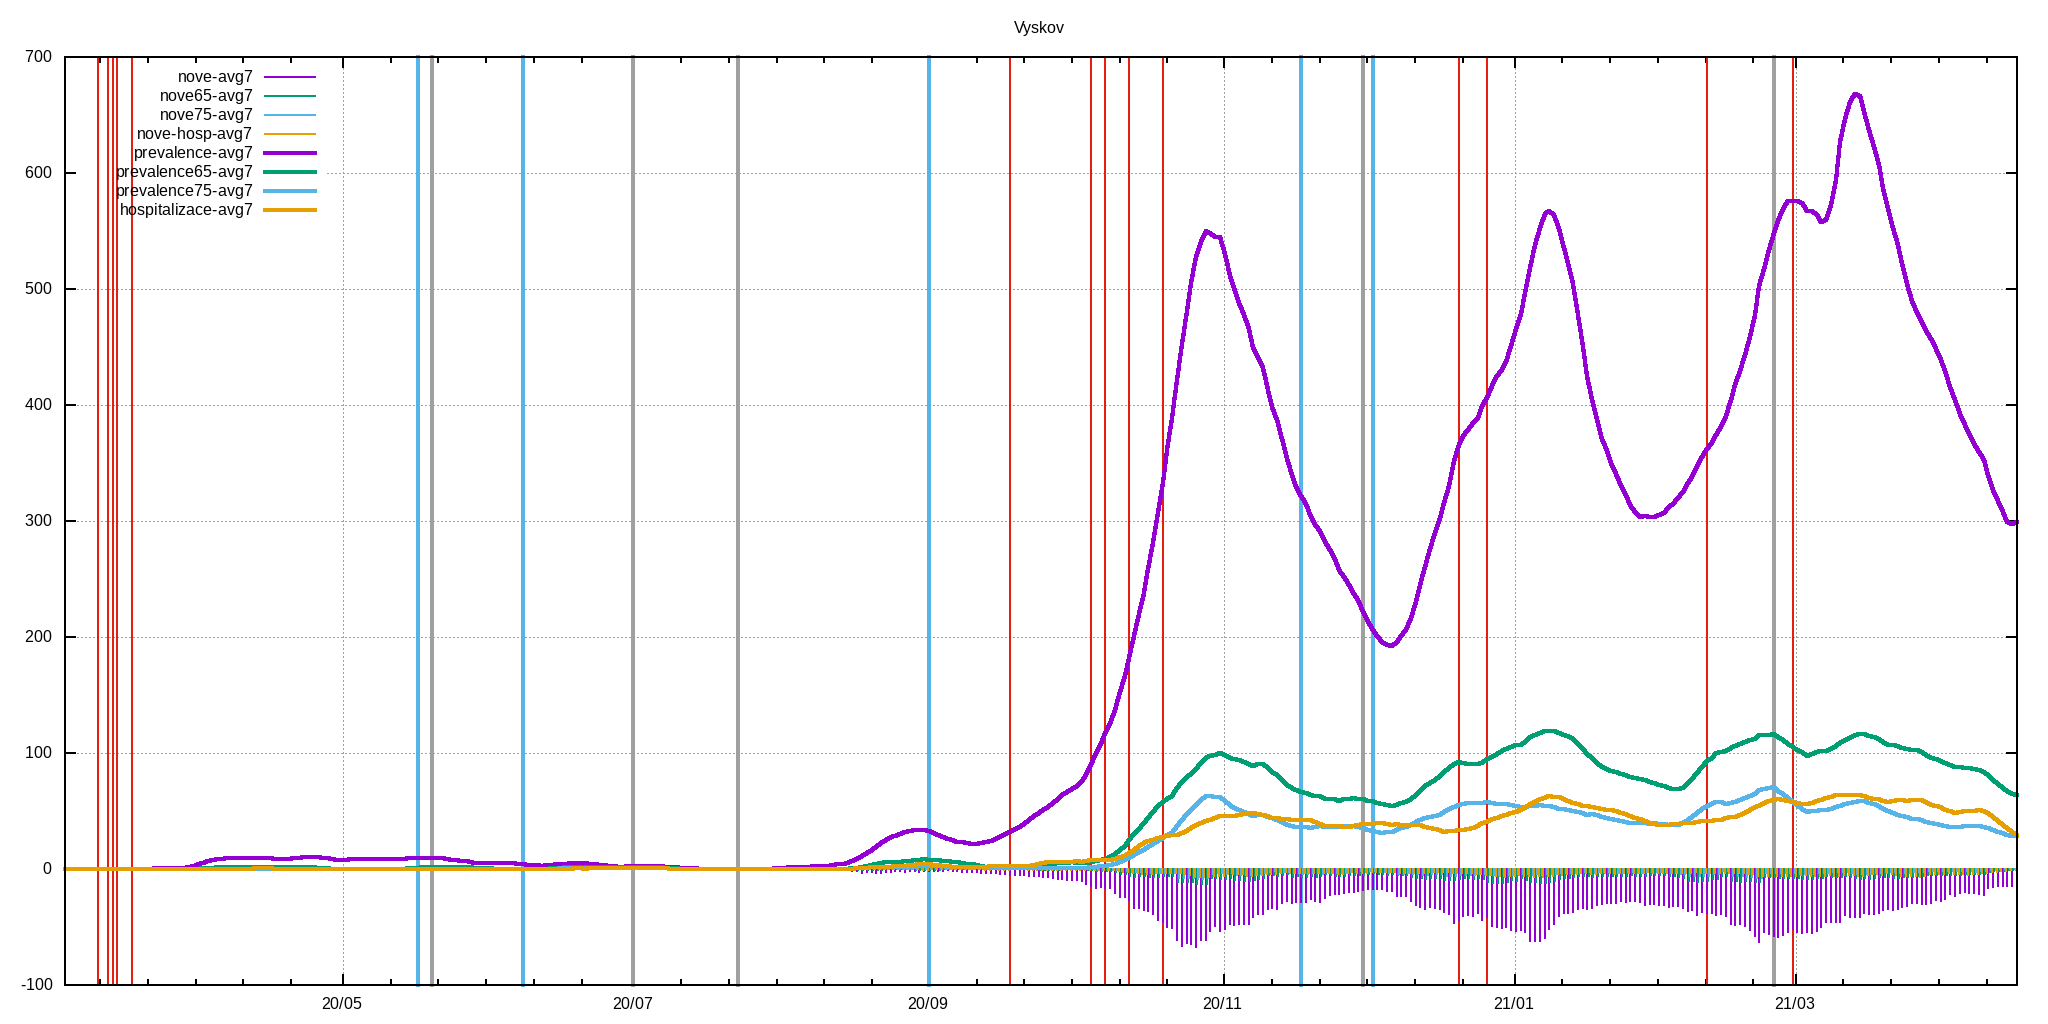 Vyskov
700
600
500
400
300
200
100
0
-100
nove-avg7
nove65-avg7
nove75-avg7
nove-hosp-avg7
prevalence-avg7
prevalence65-avg7
prevalence75-avg7
hospitalizace-avg7
20/05 20/07 20/09 20/11 21/01 21/03